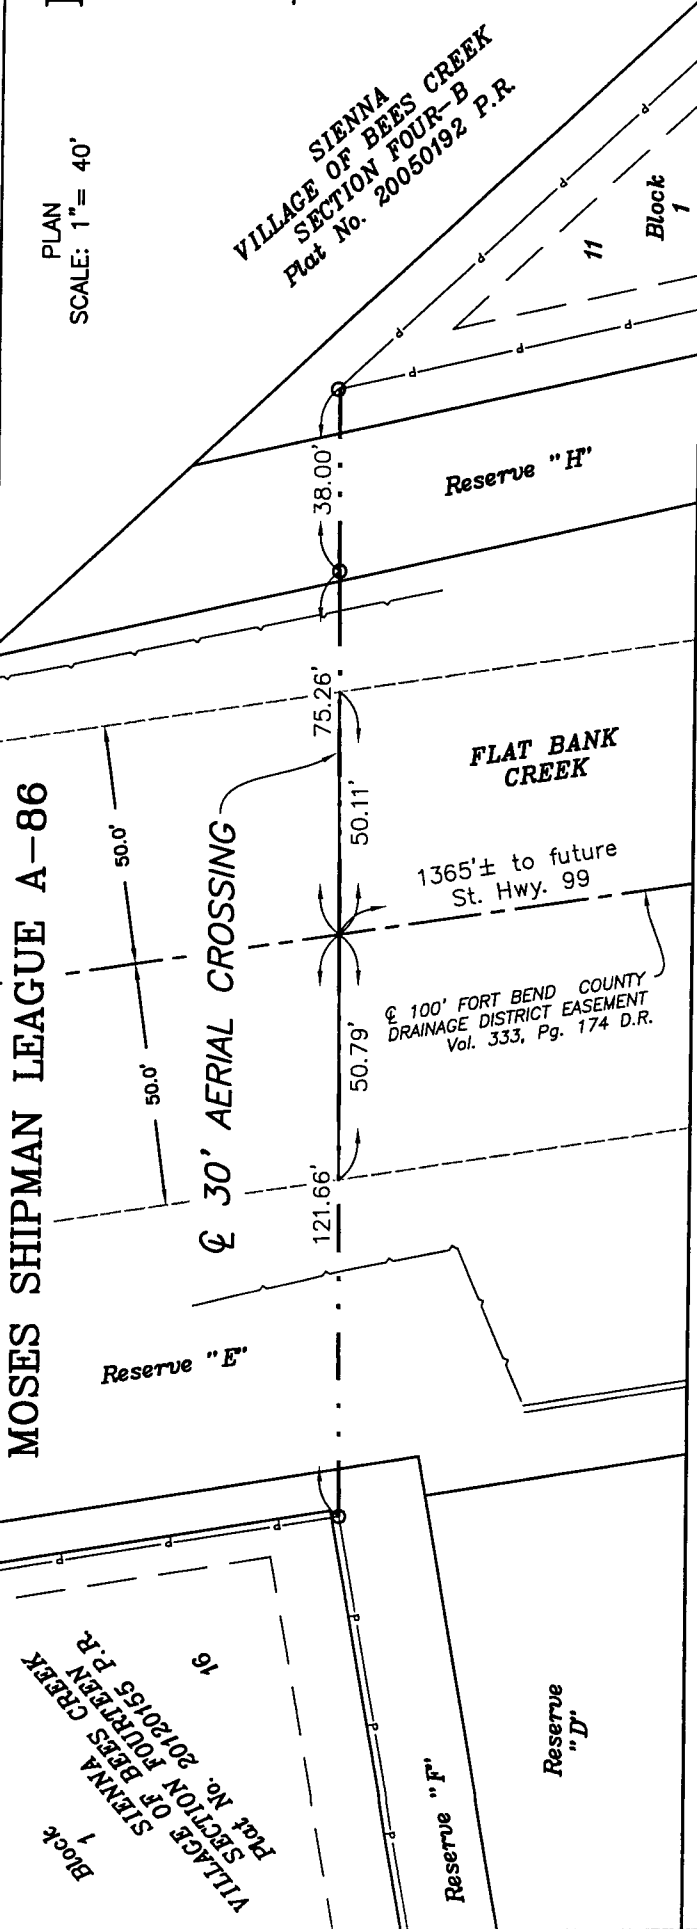 PLAN
SCALE: 1"= 40'
SIENNA
VILLAGE OF BEES CREEK
SECTION FOUR-B
Plat No. 20050192 P.R.
11
Block
1
MOSES SHIPMAN LEAGUE A-86
50.0'
50.0'
℄ 30' AERIAL CROSSING
38.00'
75.26'
50.11'
50.79'
121.66'
Reserve "H"
FLAT BANK
CREEK
1365'± to future
St. Hwy. 99
℄ 100' FORT BEND COUNTY
DRAINAGE DISTRICT EASEMENT
Vol. 333, Pg. 174 D.R.
Reserve "E"
Block
1
SIENNA
VILLAGE OF BEES CREEK
SECTION FOURTEEN
Plat No. 20120155 P.R.
16
Reserve "F"
Reserve
"D"
P
P
P
P
P
P
P
P
P
P
P
P
P